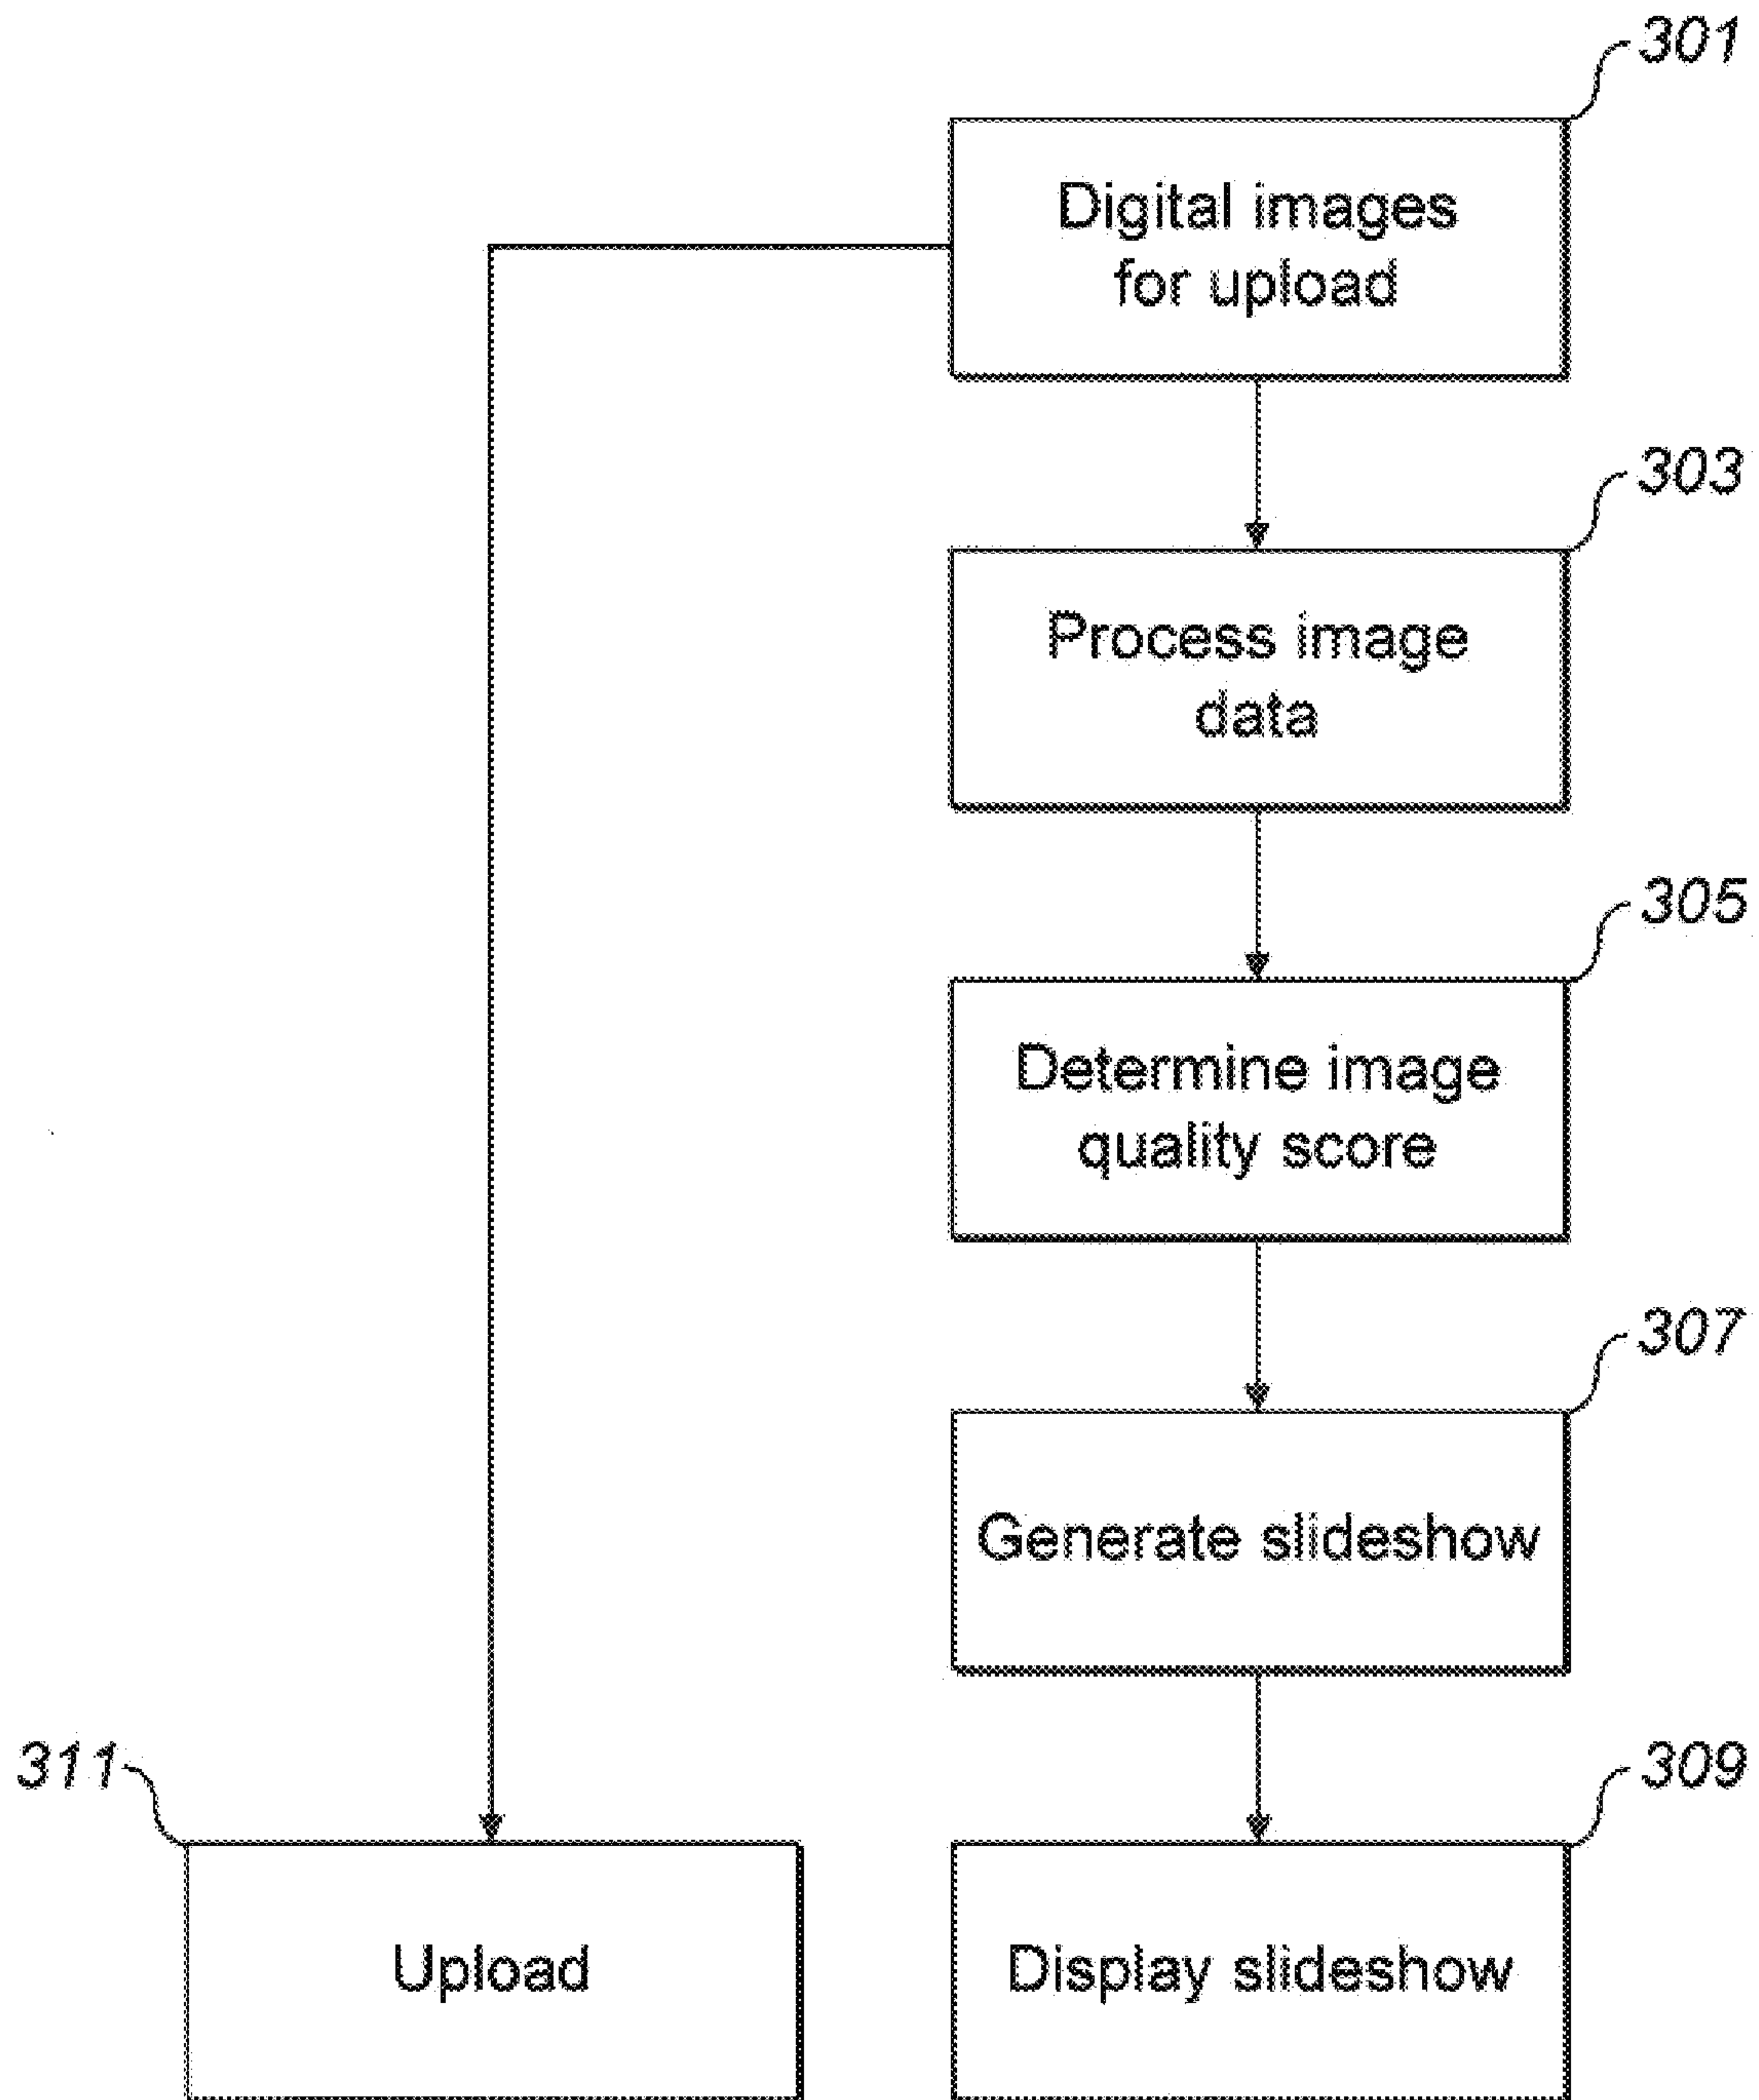 301
Digital images
for upload
303
Process image
data
305
Determine image
quality score
307
Generate slideshow
311
309
Upload
Display slideshow